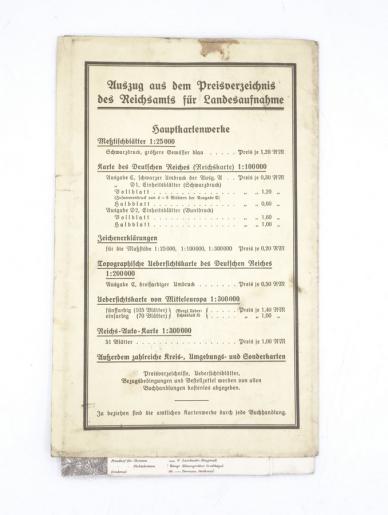 Auszug aus dem Preisverzeichnis
des Reichsamts für Landesaufnahme
Hauptkartenwerke
Meßtischblätter 1:25000
Schwarzdruck, größere Gewässer blau . . . . . Preis je 1,20 RM
Karte des Deutschen Reiches (Reichskarte) 1:100000
Ausgabe C, schwarzer Umdruck der Ausg. A . . Preis je 0,80 RM
„ D1, Einheitsblätter (Schwarzdruck)
Vollblatt . . . . . . . . . . . . . . „ „ 1,20 „
Halbblatt . . . . . . . . . . . . . . „ „ 0,60 „
Ausgabe D2, Einheitsblätter (Buntdruck)
Vollblatt . . . . . . . . . . . . . . „ „ 1,60 „
Halbblatt . . . . . . . . . . . . . . „ „ 1,00 „
Zeichenerklärungen
für die Maßstäbe 1:25000, 1:100000, 1:300000 Preis je 0,20 RM
Topographische Uebersichtskarte des Deutschen Reiches
1:200000
Ausgabe C, dreifarbiger Umdruck . . . . . Preis je 0,50 RM
Uebersichtskarte von Mitteleuropa 1:300000
fünffarbig (105 Blätter) . . . Preis je 1,40 RM
einfarbig (70 Blätter) . . . „ „ 1,00 „
Reichs-Auto-Karte 1:300000
51 Blätter . . . . . . . . . . . . . . Preis je 1,00 RM
Außerdem zahlreiche Kreis-, Umgebungs- und Sonderkarten
Preisverzeichnisse, Uebersichtsblätter,
Bezugsbedingungen und Bestellzettel werden von allen
Buchhandlungen kostenlos abgegeben.
Zu beziehen sind die amtlichen Kartenwerke durch jede Buchhandlung.